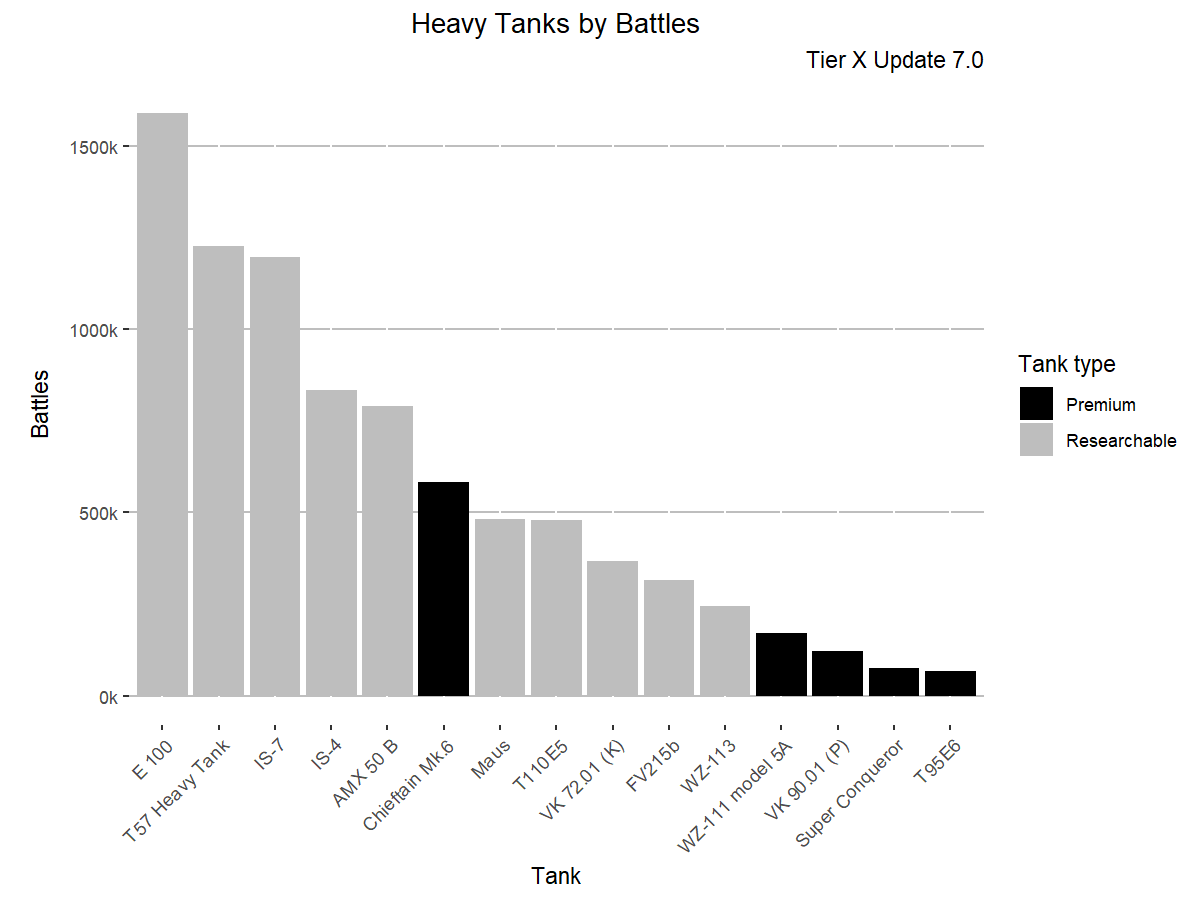 Heavy Tanks by Battles
Tier X Update 7.0
1500k
1000k
500k
0k
Battles
E 100
T57 Heavy Tank
IS-7
IS-4
AMX 50 B
Chieftain Mk.6
Maus
T110E5
VK 72.01 (K)
FV215b
WZ-113
WZ-111 model 5A
VK 90.01 (P)
Super Conqueror
T95E6
Tank
Tank type
Premium
Researchable